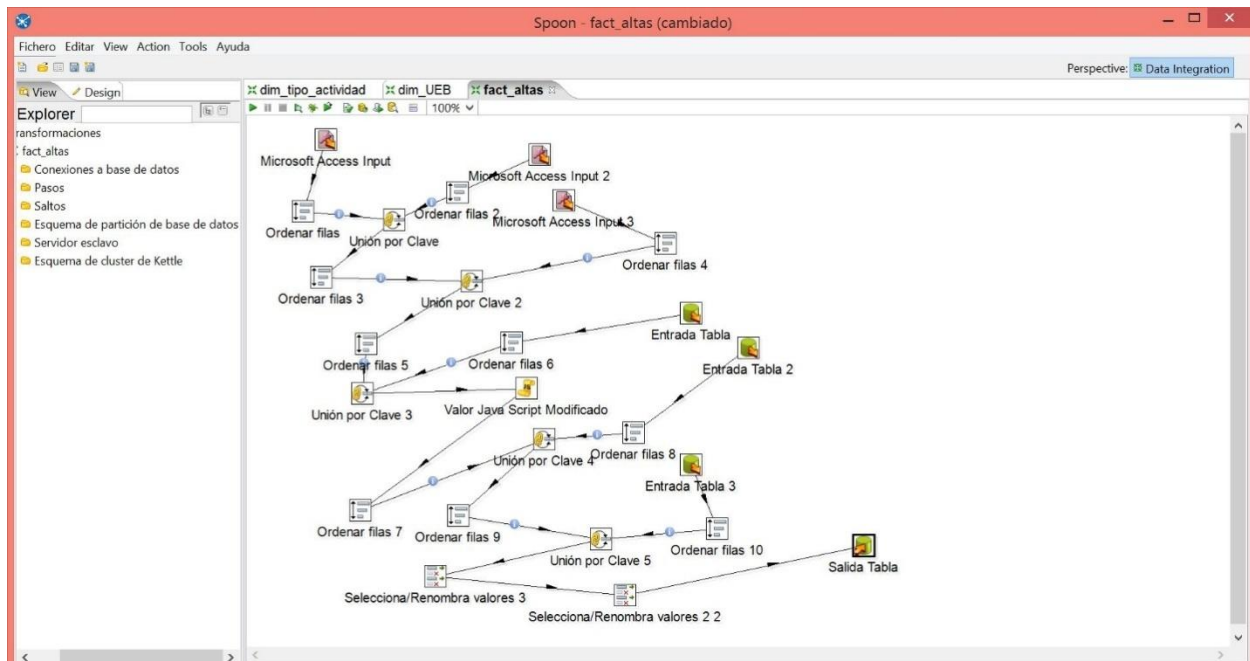 Spoon - fact_altas (cambiado)
Fichero Editar View Action Tools Ayuda
Perspective: Data Integration
View Design
dim_tipo_actividad dim_UEB fact_altas
Explorer
100%
ransformaciones
fact_altas
Conexiones a base de datos
Pasos
Saltos
Esquema de partición de base de datos
Servidor esclavo
Esquema de cluster de Kettle
Microsoft Access Input
Microsoft Access Input 2
Ordenar filas 2
Microsoft Access Input 3
Ordenar filas
Unión por Clave
Ordenar filas 4
Ordenar filas 3
Unión por Clave 2
Entrada Tabla
Ordenar filas 5
Ordenar filas 6
Entrada Tabla 2
Unión por Clave 3
Valor Java Script Modificado
Unión por Clave 4
Ordenar filas 8
Entrada Tabla 3
Ordenar filas 7
Ordenar filas 9
Ordenar filas 10
Unión por Clave 5
Salida Tabla
Selecciona/Renombra valores 3
Selecciona/Renombra valores 2 2